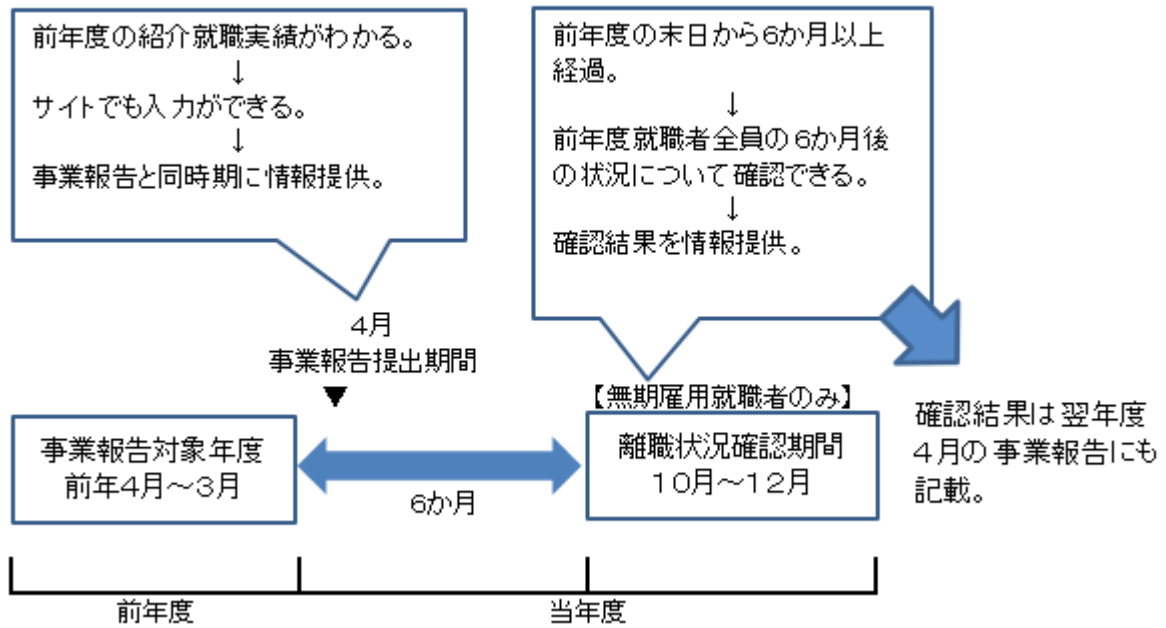 前年度の紹介就職実績がわかる。
↓
サイトでも入力ができる。
↓
事業報告と同時期に情報提供。
前年度の末日から6か月以上
経過。
↓
前年度就職者全員の6か月後
の状況について確認できる。
↓
確認結果を情報提供。
4月
事業報告提出期間
▼
【無期雇用就職者のみ】
事業報告対象年度
前年4月～3月
6か月
離職状況確認期間
10月～12月
確認結果は翌年度
4月の事業報告にも
記載。
前年度
当年度